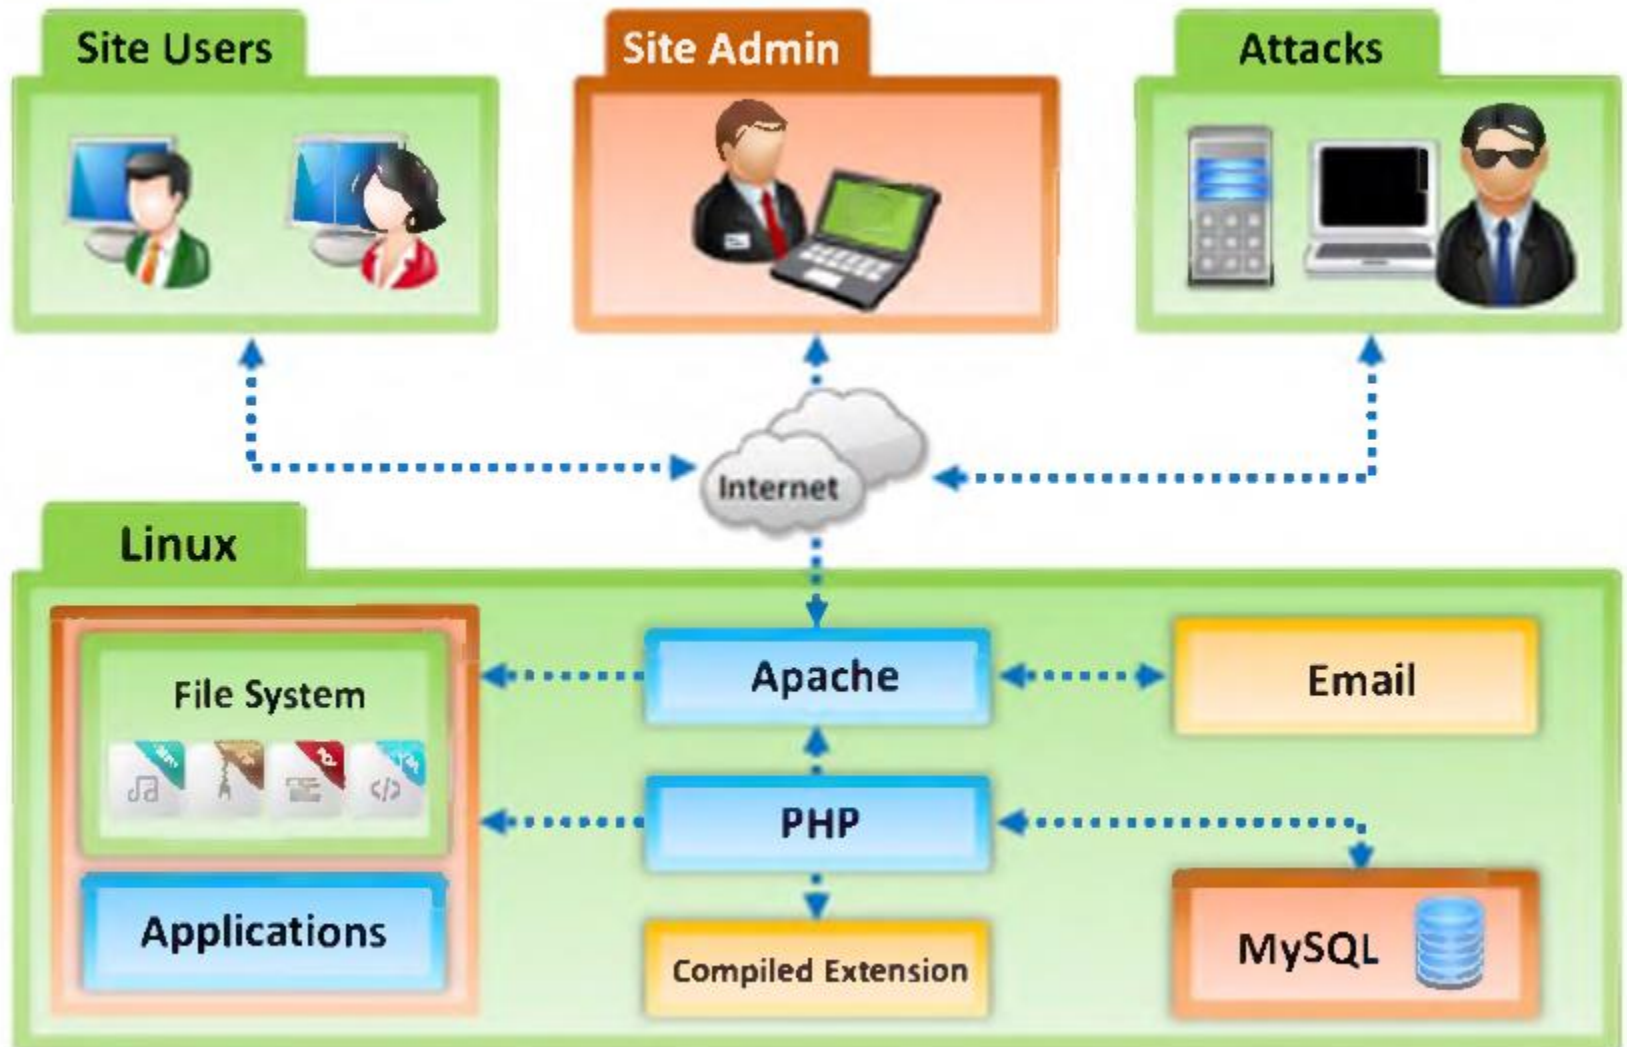 Site Users
Site Admin
Attacks
Internet
Linux
File System
Apache
Email
PHP
Applications
Compiled Extension
MySQL